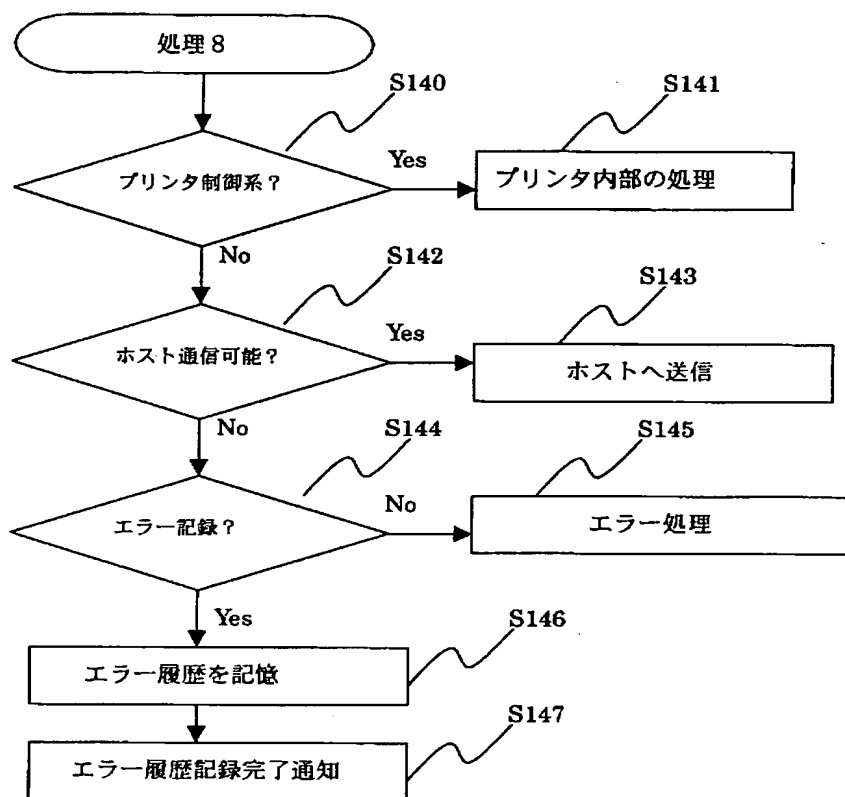 処理８
S140
S141
プリンタ制御系？
Yes
プリンタ内部の処理
No
S142
S143
ホスト通信可能？
Yes
ホストへ送信
No
S144
S145
エラー記録？
No
エラー処理
Yes
S146
エラー履歴を記憶
S147
エラー履歴記録完了通知